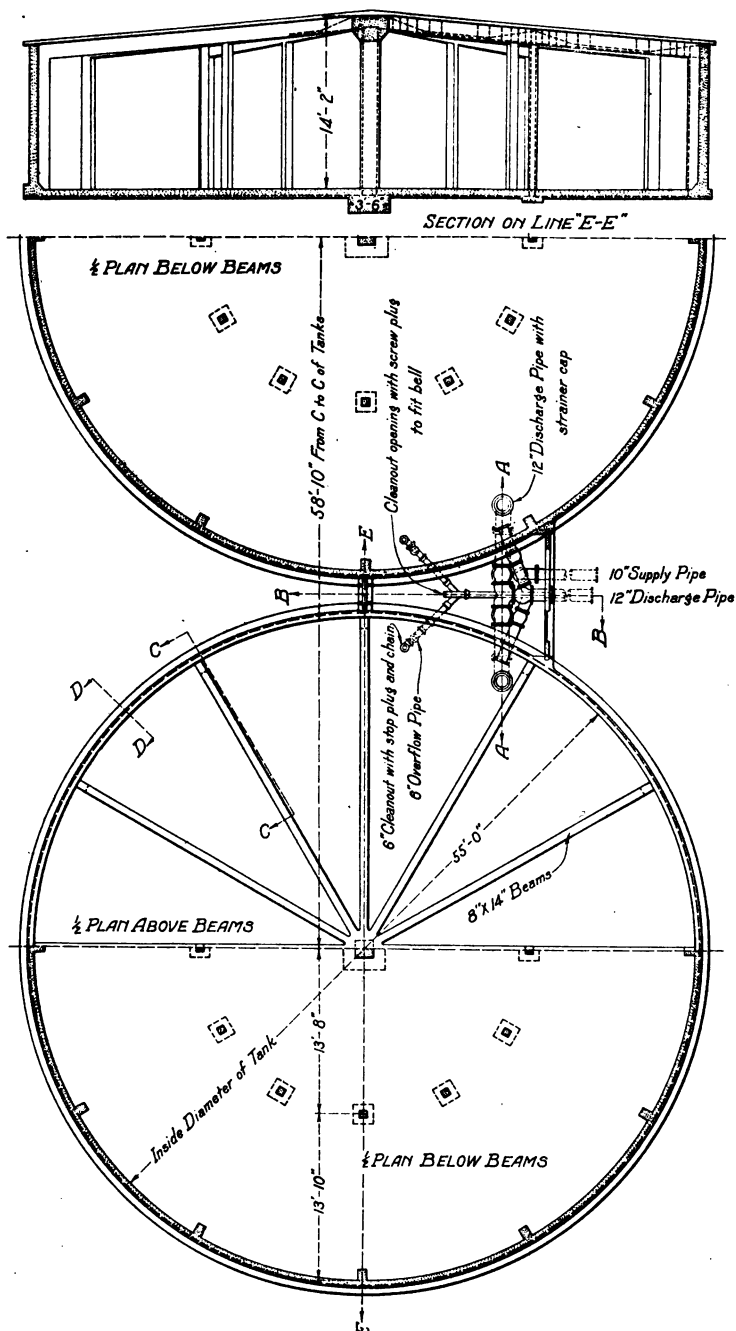 14'-2"
3'-6"
SECTION ON LINE "E-E"
½ PLAN BELOW BEAMS
58'-10" From C to C of Tanks
Cleanout opening with screw plug
to fit bell
12" Discharge Pipe with
strainer cap
A
E
B
10" Supply Pipe
12" Discharge Pipe
B
C
D
D
6" Cleanout with stop plug and chain
8" Overflow Pipe
A
C
55'-0"
8"X14" Beams
½ PLAN ABOVE BEAMS
13'-8"
Inside Diameter of Tank
½ PLAN BELOW BEAMS
13'-10"
E